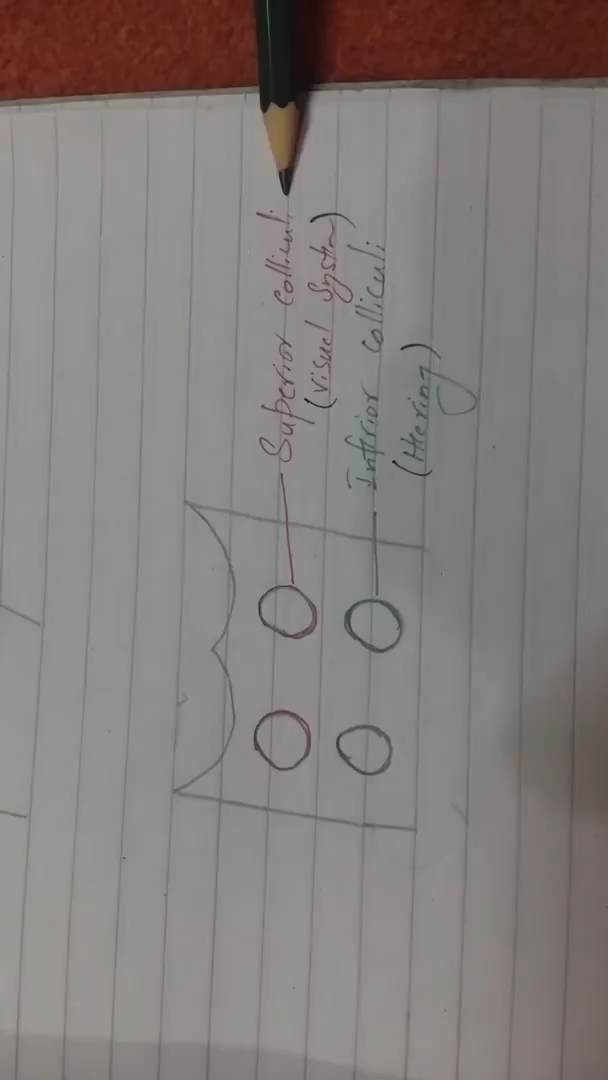 Superior colliculi
(visual system)
Inferior colliculi
(Hearing)